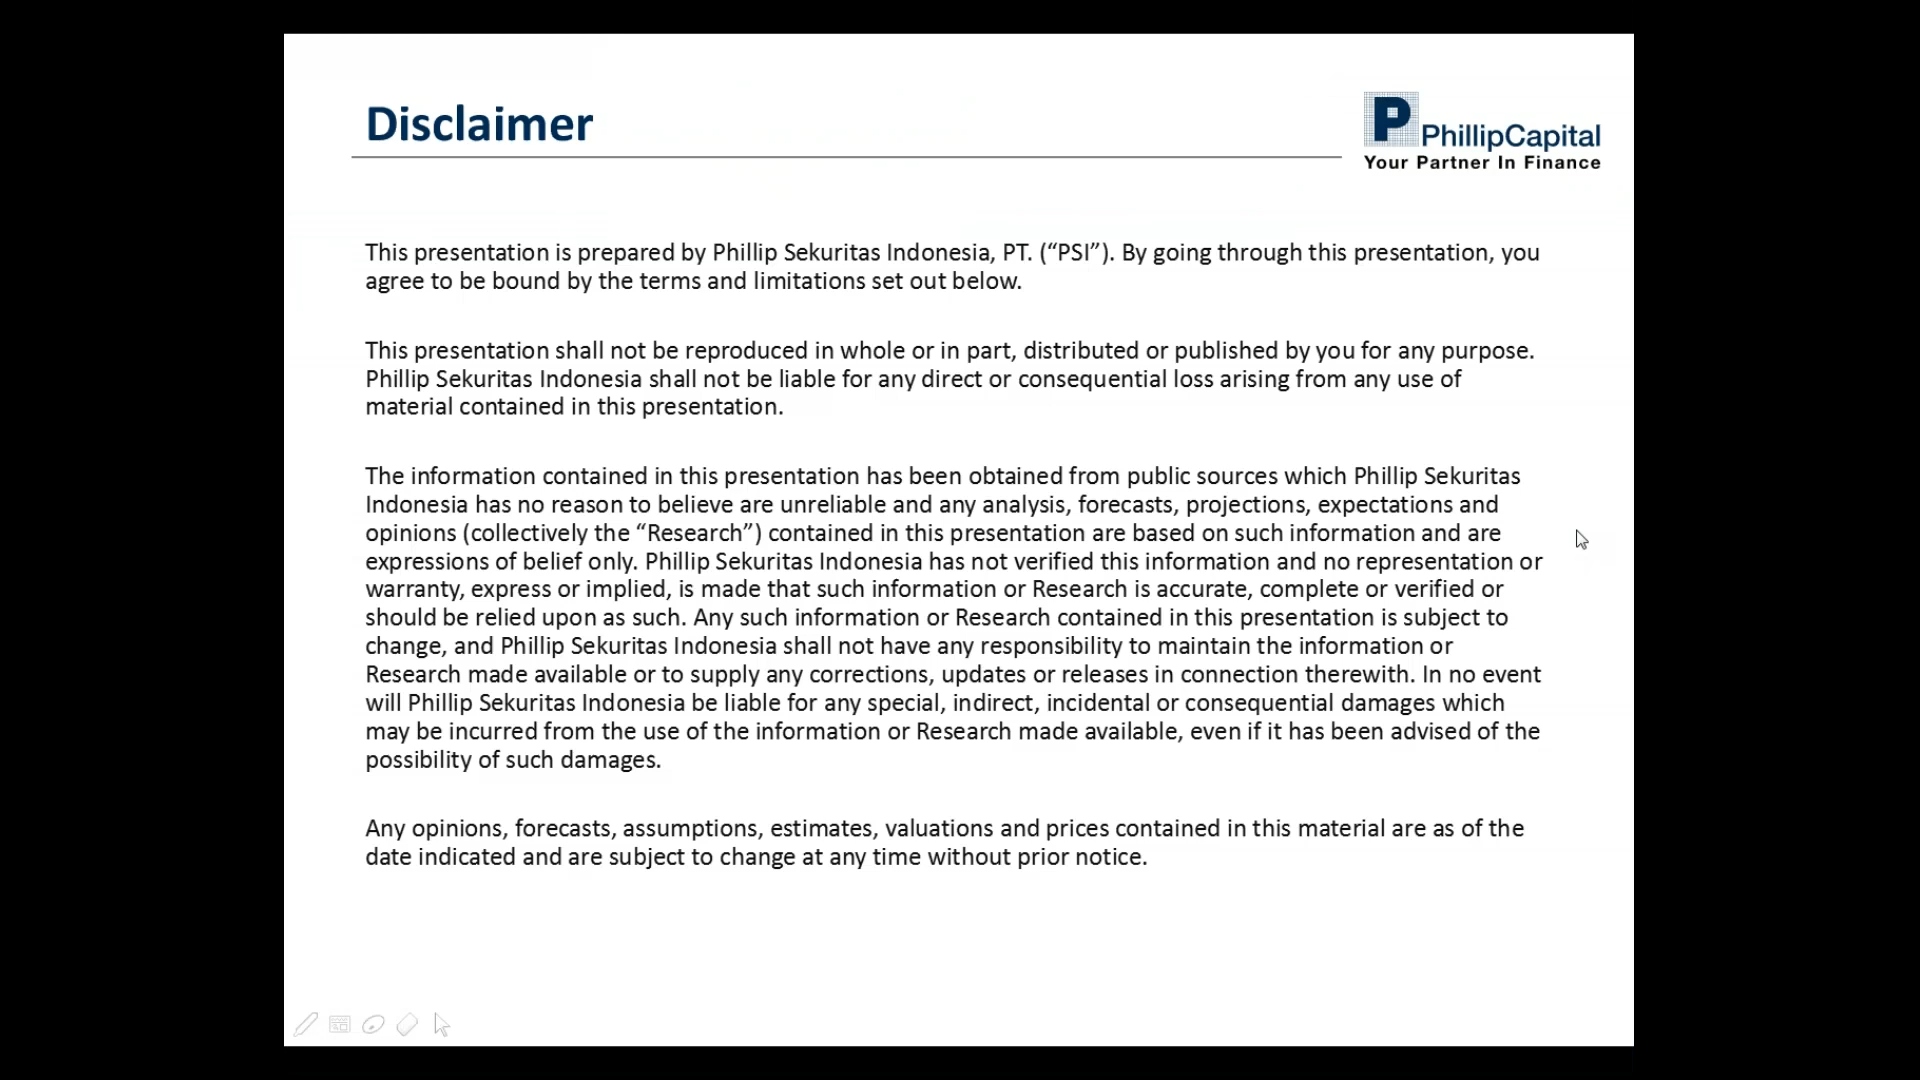 Disclaimer
P PhillipCapital
Your Partner In Finance
This presentation is prepared by Phillip Sekuritas Indonesia, PT. (“PSI”). By going through this presentation, you
agree to be bound by the terms and limitations set out below.
This presentation shall not be reproduced in whole or in part, distributed or published by you for any purpose.
Phillip Sekuritas Indonesia shall not be liable for any direct or consequential loss arising from any use of
material contained in this presentation.
The information contained in this presentation has been obtained from public sources which Phillip Sekuritas
Indonesia has no reason to believe are unreliable and any analysis, forecasts, projections, expectations and
opinions (collectively the “Research”) contained in this presentation are based on such information and are
expressions of belief only. Phillip Sekuritas Indonesia has not verified this information and no representation or
warranty, express or implied, is made that such information or Research is accurate, complete or verified or
should be relied upon as such. Any such information or Research contained in this presentation is subject to
change, and Phillip Sekuritas Indonesia shall not have any responsibility to maintain the information or
Research made available or to supply any corrections, updates or releases in connection therewith. In no event
will Phillip Sekuritas Indonesia be liable for any special, indirect, incidental or consequential damages which
may be incurred from the use of the information or Research made available, even if it has been advised of the
possibility of such damages.
Any opinions, forecasts, assumptions, estimates, valuations and prices contained in this material are as of the
date indicated and are subject to change at any time without prior notice.